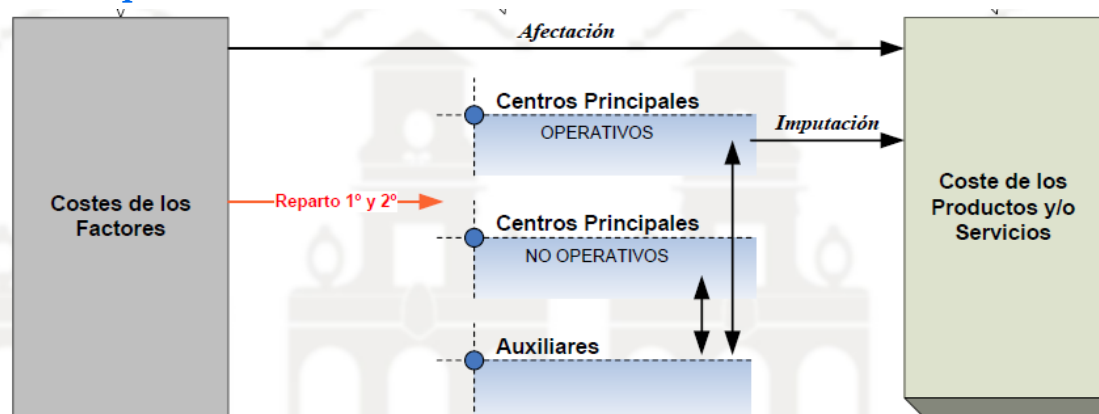 Afectación
Centros Principales
OPERATIVOS
Imputación
Costes de los
Factores
Reparto 1º y 2º
Coste de los
Productos y/o
Servicios
Centros Principales
NO OPERATIVOS
Auxiliares